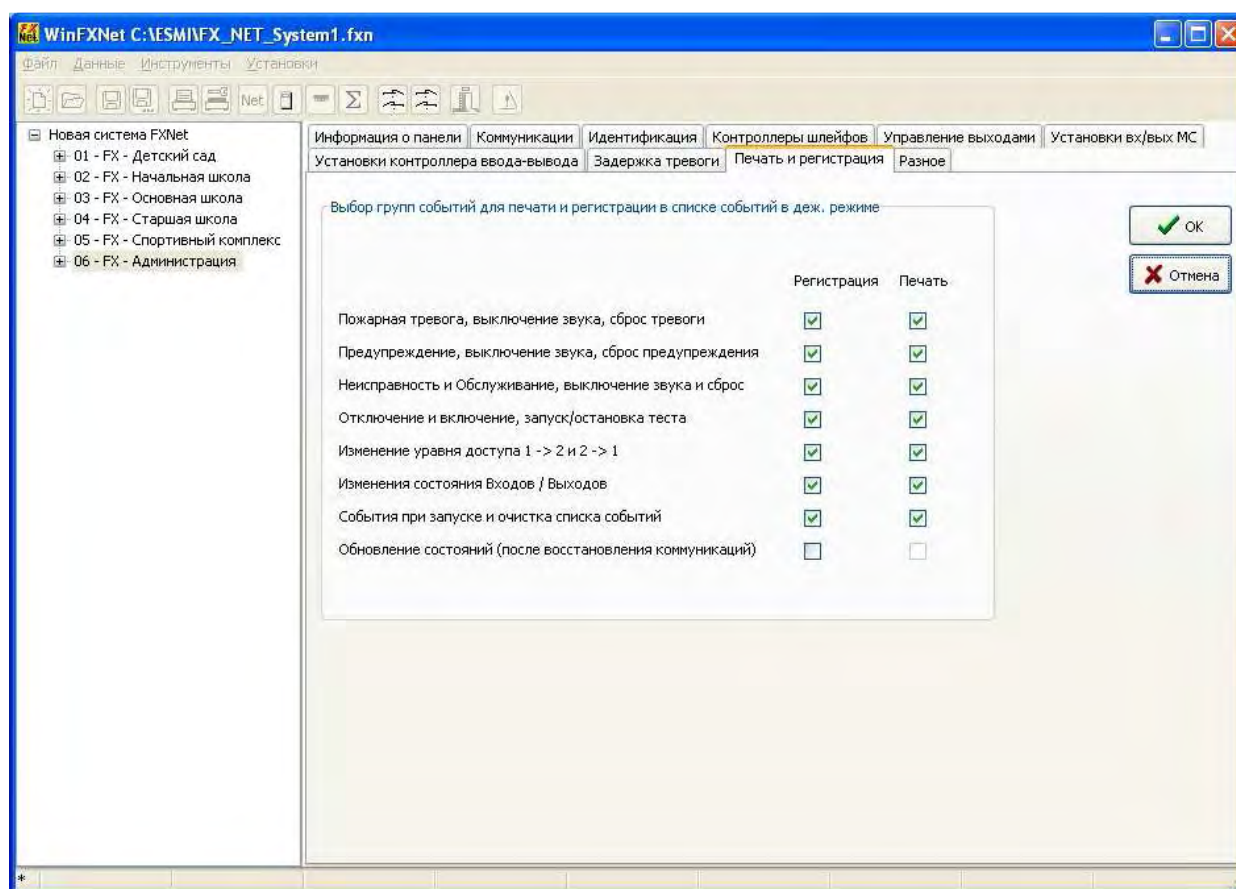 WinFXNet C:\ESMI\FX_NET_System1.fxn
Файл Данные Инструменты Установки
Net
Новая система FXNet
01 - FX - Детский сад
02 - FX - Начальная школа
03 - FX - Основная школа
04 - FX - Старшая школа
05 - FX - Спортивный комплекс
06 - FX - Администрация
Информация о панели Коммуникации Идентификация Контроллеры шлейфов Управление выходами Установки вх/вых МС
Установки контроллера ввода-вывода Задержка тревоги Печать и регистрация Разное
Выбор групп событий для печати и регистрации в списке событий в деж. режиме
OK
Отмена
Регистрация Печать
Пожарная тревога, выключение звука, сброс тревоги
Предупреждение, выключение звука, сброс предупреждения
Неисправность и Обслуживание, выключение звука и сброс
Отключение и включение, запуск/остановка теста
Изменение уравня доступа 1 -> 2 и 2 -> 1
Изменения состояния Входов / Выходов
События при запуске и очистка списка событий
Обновление состояний (после восстановления коммуникаций)
*